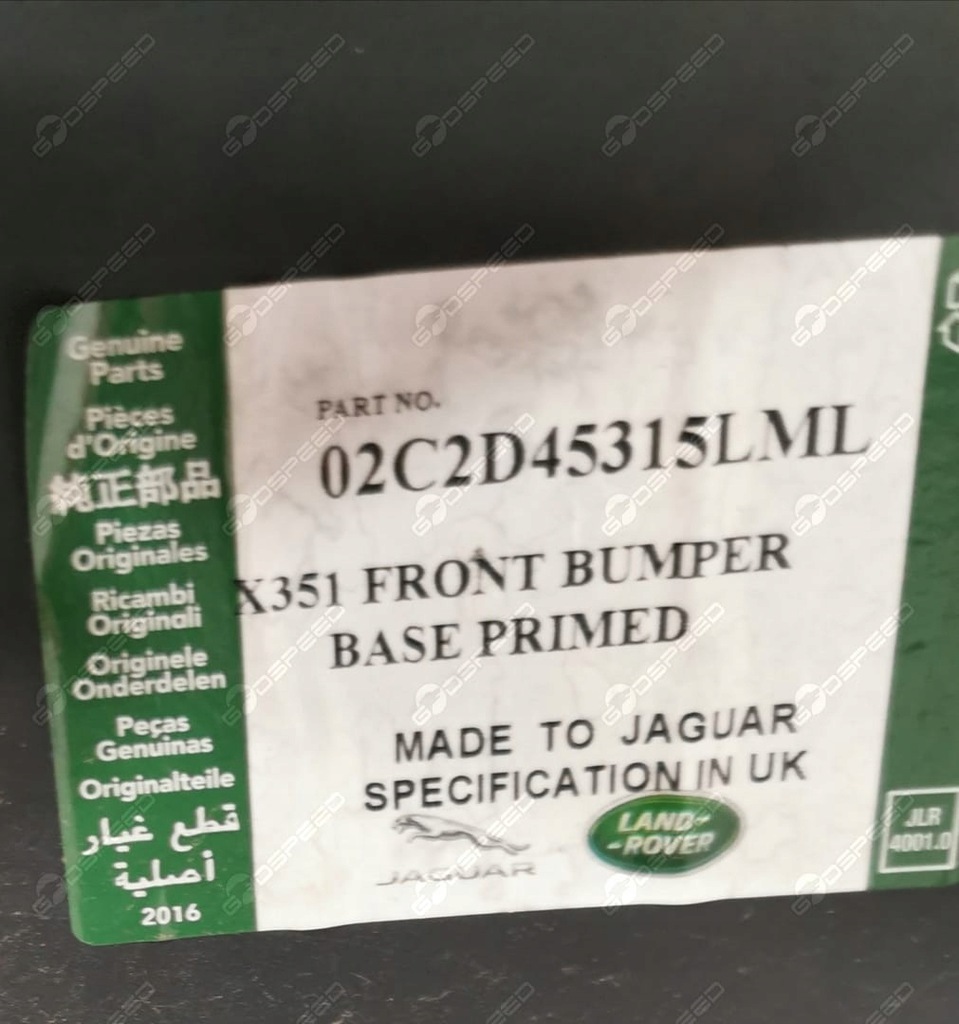 Genuine
Parts
Pièces
d'Origine
純正部品
Piezas
Originales
Ricambi
Originali
Originele
Onderdelen
Peças
Genuinas
Originalteile
قطع غيار
أصلية
2016
PART NO.
02C2D45315LML
X351 FRONT BUMPER
BASE PRIMED
MADE TO JAGUAR
SPECIFICATION IN UK
JAGUAR
LAND-
-ROVER
JLR
4001.0
GODSPEED